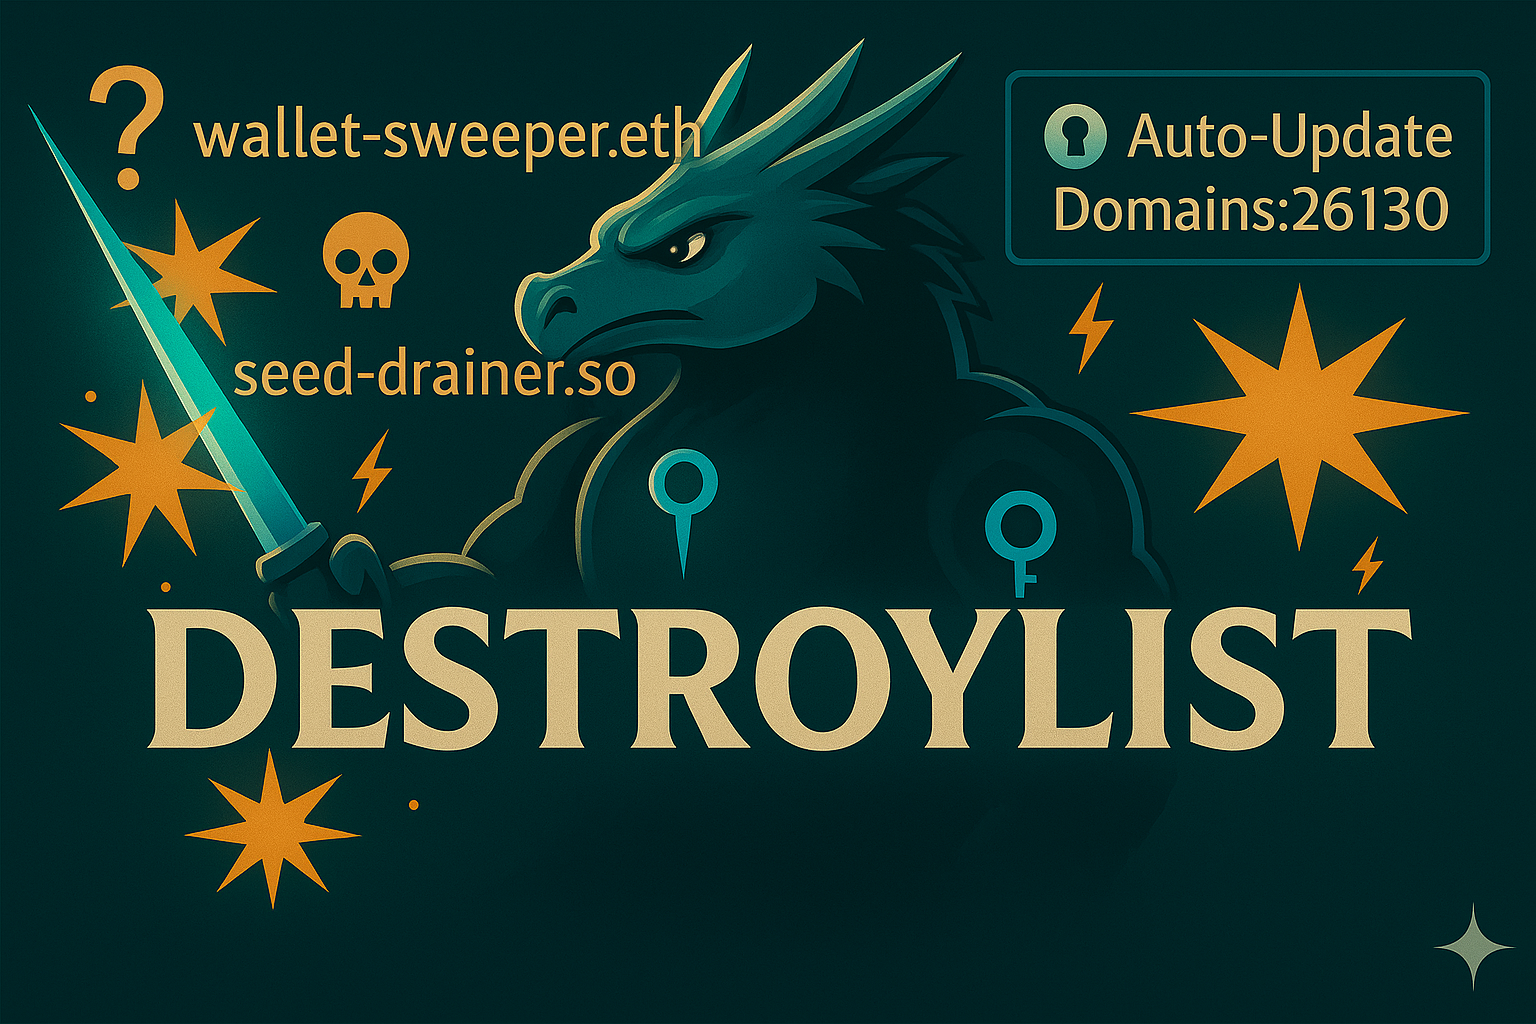 ?
wallet-sweeper.eth
Auto-Update
Domains:26130
seed-drainer.so
DESTROYLIST